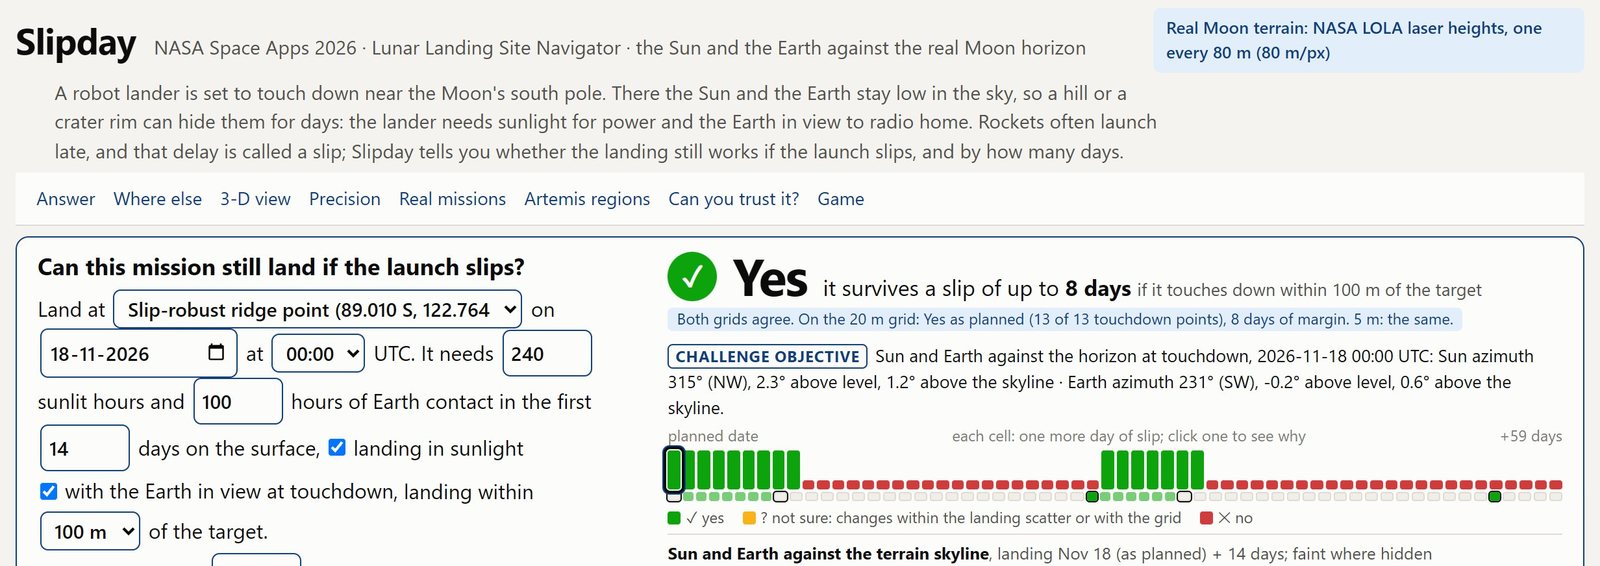 Slipday NASA Space Apps 2026 · Lunar Landing Site Navigator · the Sun and the Earth against the real Moon horizon
Real Moon terrain: NASA LOLA laser heights, one
every 80 m (80 m/px)
A robot lander is set to touch down near the Moon's south pole. There the Sun and the Earth stay low in the sky, so a hill or a
crater rim can hide them for days: the lander needs sunlight for power and the Earth in view to radio home. Rockets often launch
late, and that delay is called a slip; Slipday tells you whether the landing still works if the launch slips, and by how many days.
Answer Where else 3-D view Precision Real missions Artemis regions Can you trust it? Game
Can this mission still land if the launch slips?
Land at Slip-robust ridge point (89.010 S, 122.764 on
18-11-2026 at 00:00 UTC. It needs 240
sunlit hours and 100 hours of Earth contact in the first
14 days on the surface, landing in sunlight
with the Earth in view at touchdown, landing within
100 m of the target.
✓ Yes it survives a slip of up to 8 days if it touches down within 100 m of the target
Both grids agree. On the 20 m grid: Yes as planned (13 of 13 touchdown points), 8 days of margin. 5 m: the same.
CHALLENGE OBJECTIVE Sun and Earth against the horizon at touchdown, 2026-11-18 00:00 UTC: Sun azimuth
315° (NW), 2.3° above level, 1.2° above the skyline · Earth azimuth 231° (SW), -0.2° above level, 0.6° above the
skyline.
planned date each cell: one more day of slip; click one to see why +59 days
✓ yes ? not sure: changes within the landing scatter or with the grid ✕ no
Sun and Earth against the terrain skyline, landing Nov 18 (as planned) + 14 days; faint where hidden